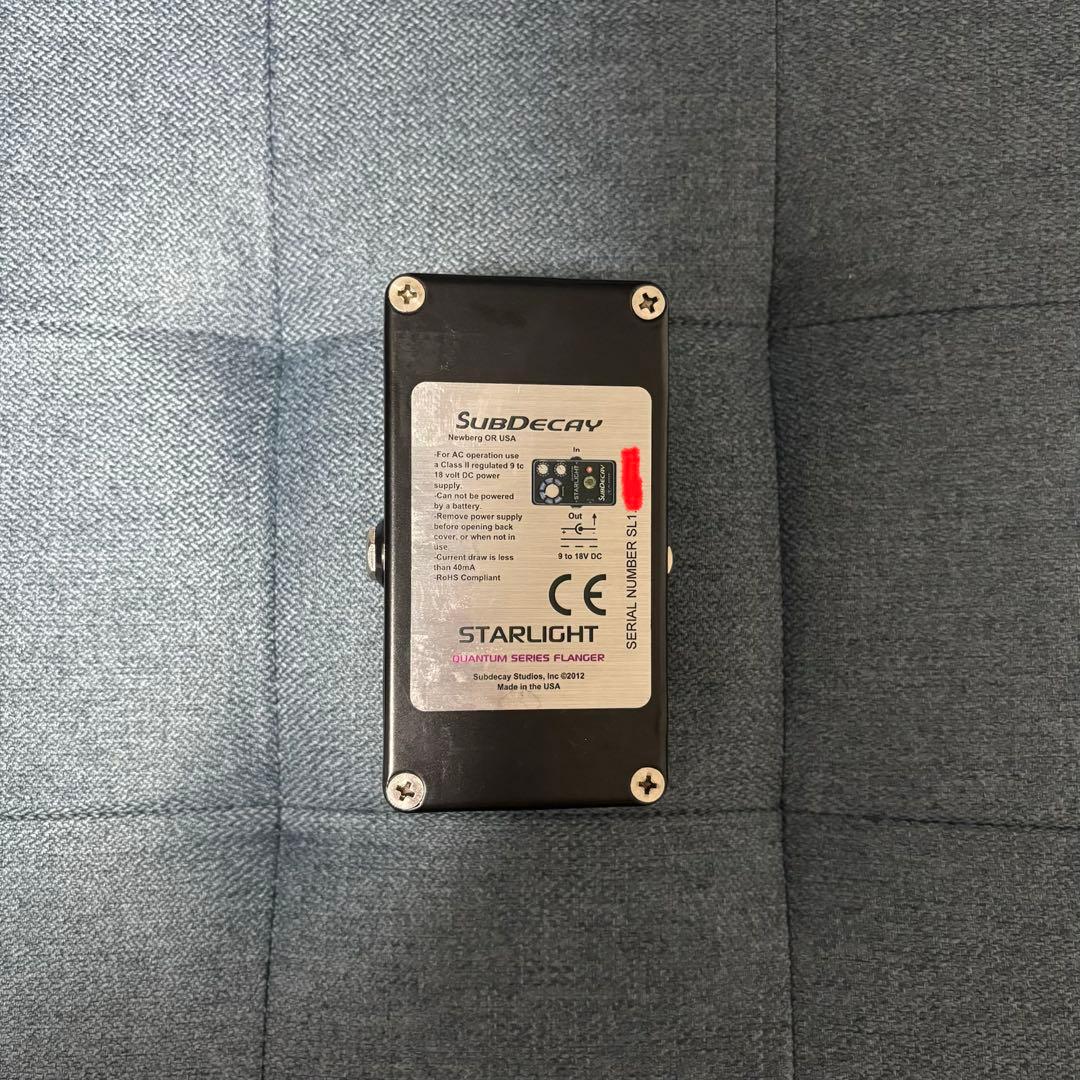 SUBDECAY
Newberg OR USA
-For AC operation use
a Class II regulated 9 to
18 volt DC power
supply.
-Can not be powered
by a battery.
-Remove power supply
before opening back
cover, or when not in
use.
-Current draw is less
than 40mA
-RoHS Compliant
In
STARLIGHT
SUBDECAY
Out
+ -
9 to 18V DC
CE
SERIAL NUMBER SL1
STARLIGHT
QUANTUM SERIES FLANGER
Subdecay Studios, Inc ©2012
Made in the USA